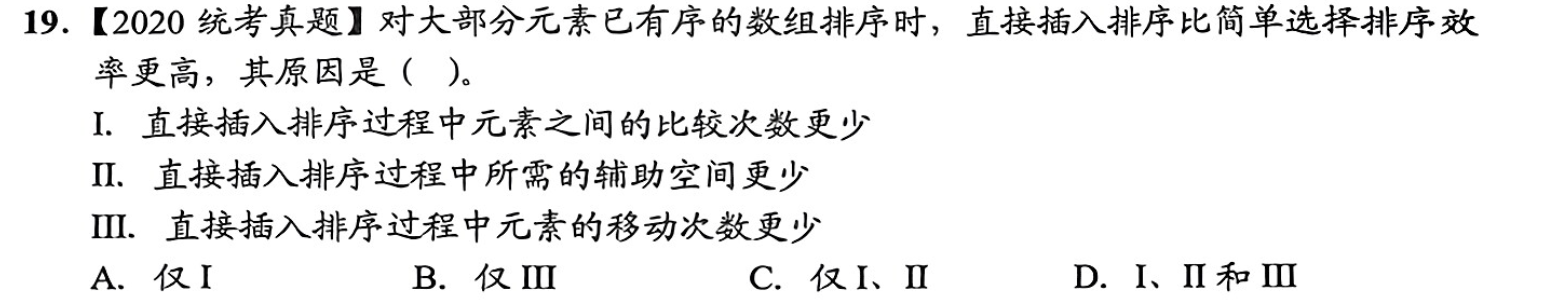 19.【2020 统考真题】对大部分元素已有序的数组排序时，直接插入排序比简单选择排序效
率更高，其原因是（ ）。
I. 直接插入排序过程中元素之间的比较次数更少
II. 直接插入排序过程中所需的辅助空间更少
III. 直接插入排序过程中元素的移动次数更少
A. 仅 I B. 仅 III C. 仅 I、II D. I、II 和 III